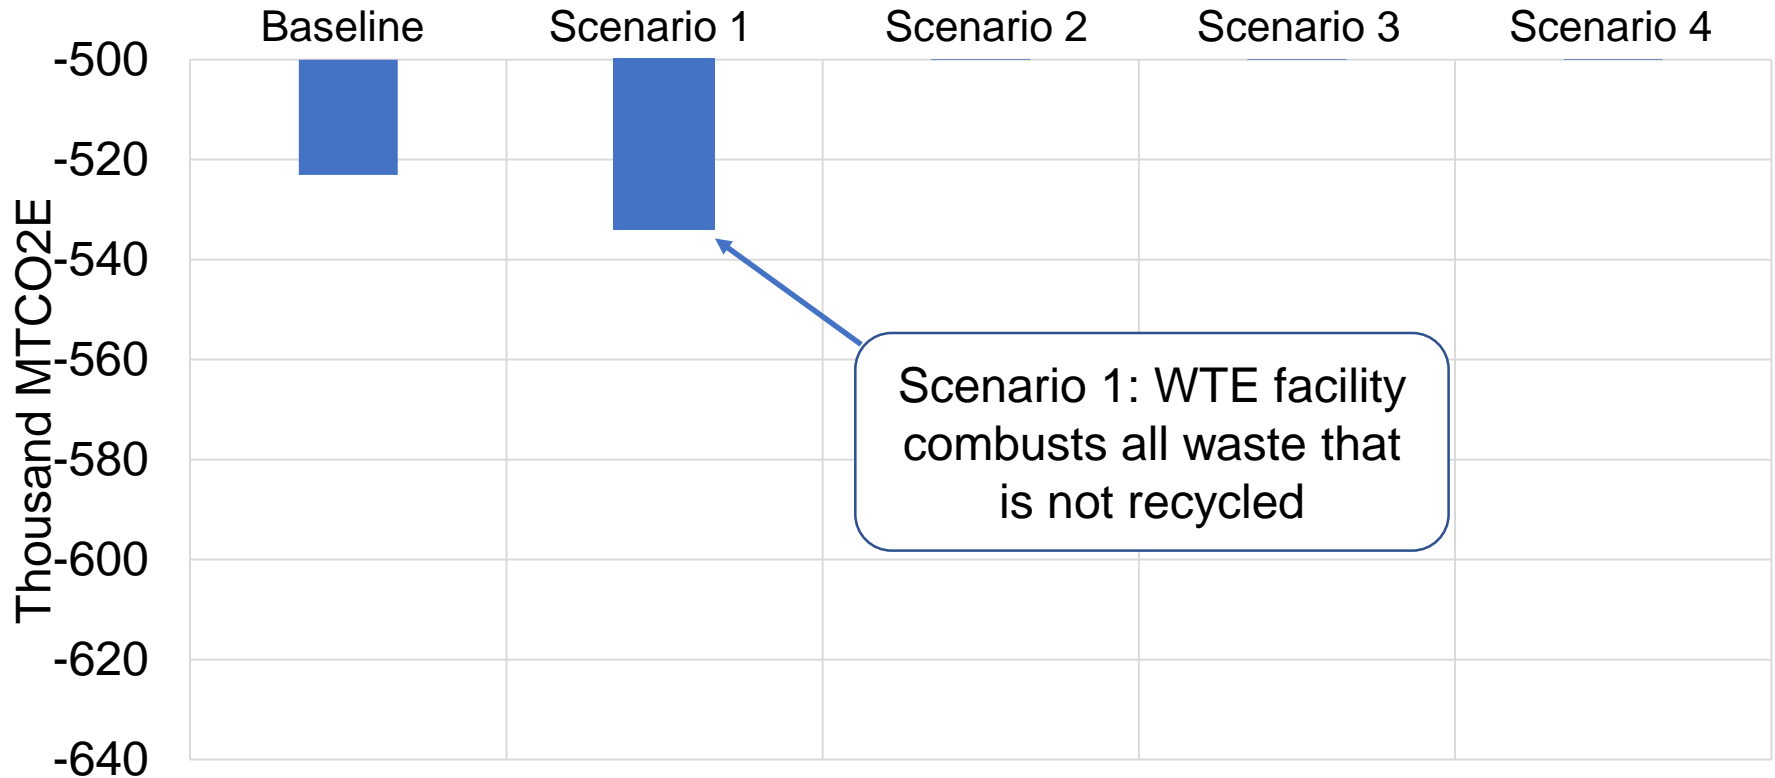 Baseline
Scenario 1
Scenario 2
Scenario 3
Scenario 4
-500
-520
-540
-560
-580
-600
-620
-640
Thousand MTCO2E
Scenario 1: WTE facility
combusts all waste that
is not recycled